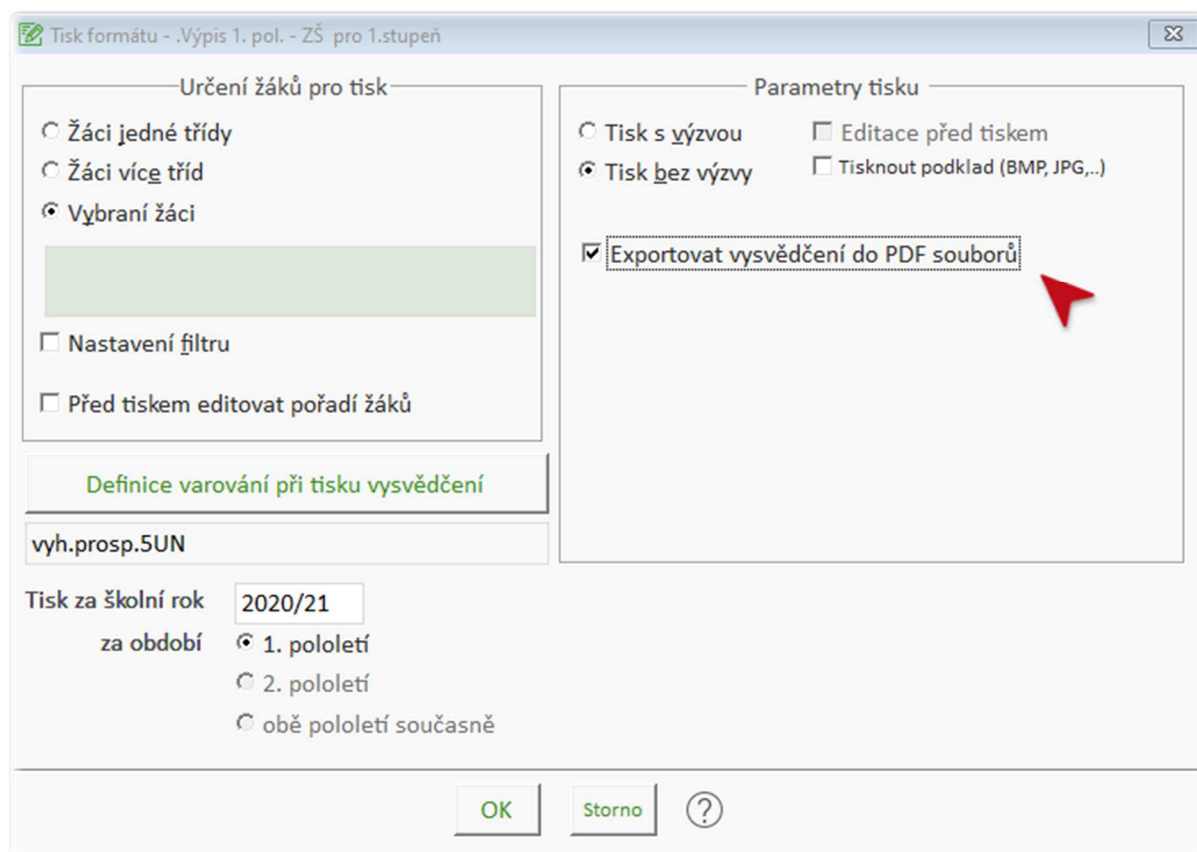 Tisk formátu - .Výpis 1. pol. - ZŠ pro 1.stupeň
Určení žáků pro tisk
Žáci jedné třídy
Žáci více tříd
Vybraní žáci
Nastavení filtru
Před tiskem editovat pořadí žáků
Parametry tisku
Tisk s výzvou
Editace před tiskem
Tisk bez výzvy
Tisknout podklad (BMP, JPG,..)
Exportovat vysvědčení do PDF souborů
Definice varování při tisku vysvědčení
vyh.prosp.5UN
Tisk za školní rok 2020/21
za období 1. pololetí
2. pololetí
obě pololetí současně
OK Storno ?